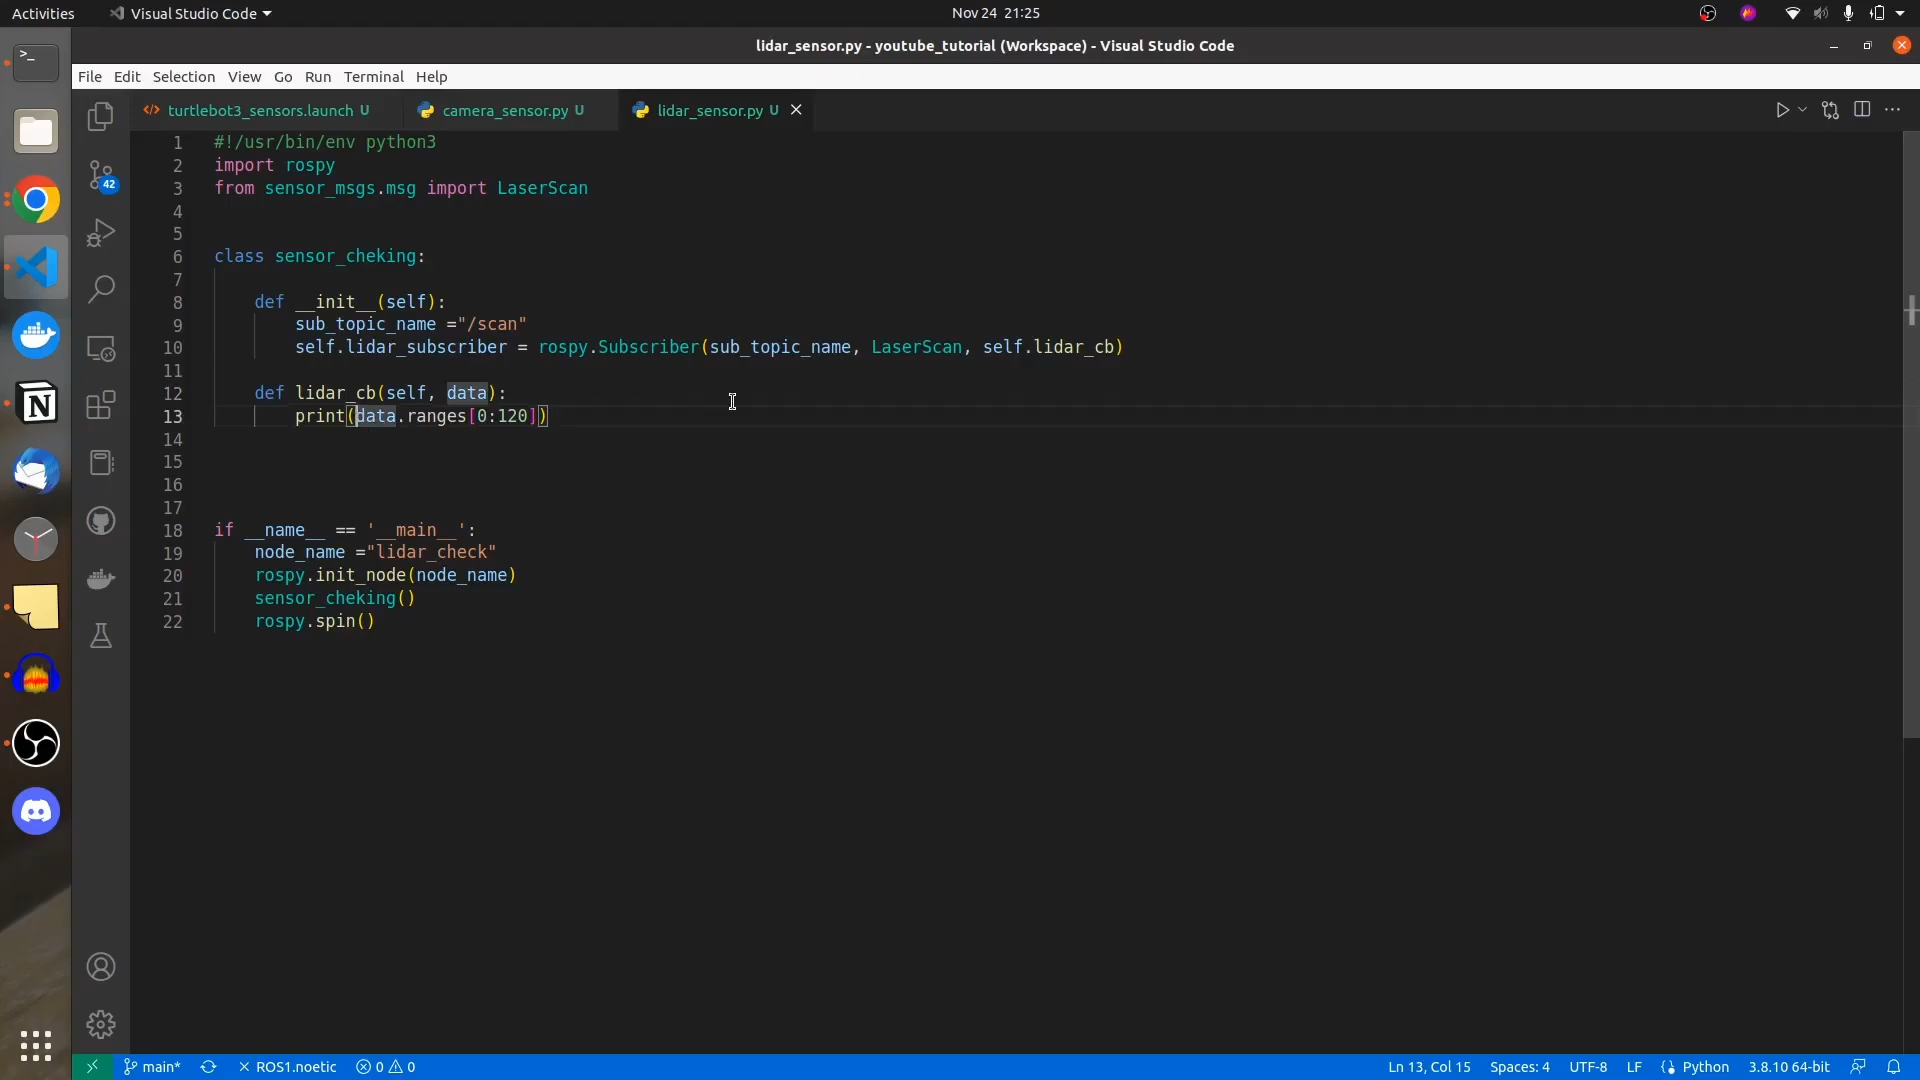 Activities Visual Studio Code Nov 24 21:25
lidar_sensor.py - youtube_tutorial (Workspace) - Visual Studio Code
File Edit Selection View Go Run Terminal Help
turtlebot3_sensors.launch U camera_sensor.py U lidar_sensor.py U
1 #!/usr/bin/env python3
2 import rospy
3 from sensor_msgs.msg import LaserScan
4
5
6 class sensor_cheking:
7
8 def __init__(self):
9 sub_topic_name ="/scan"
10 self.lidar_subscriber = rospy.Subscriber(sub_topic_name, LaserScan, self.lidar_cb)
11
12 def lidar_cb(self, data):
13 print(data.ranges[0:120])
14
15
16
17
18 if __name__ == '__main__':
19 node_name ="lidar_check"
20 rospy.init_node(node_name)
21 sensor_cheking()
22 rospy.spin()
42
main* ROS1.noetic 0 0 Ln 13, Col 15 Spaces: 4 UTF-8 LF Python 3.8.10 64-bit